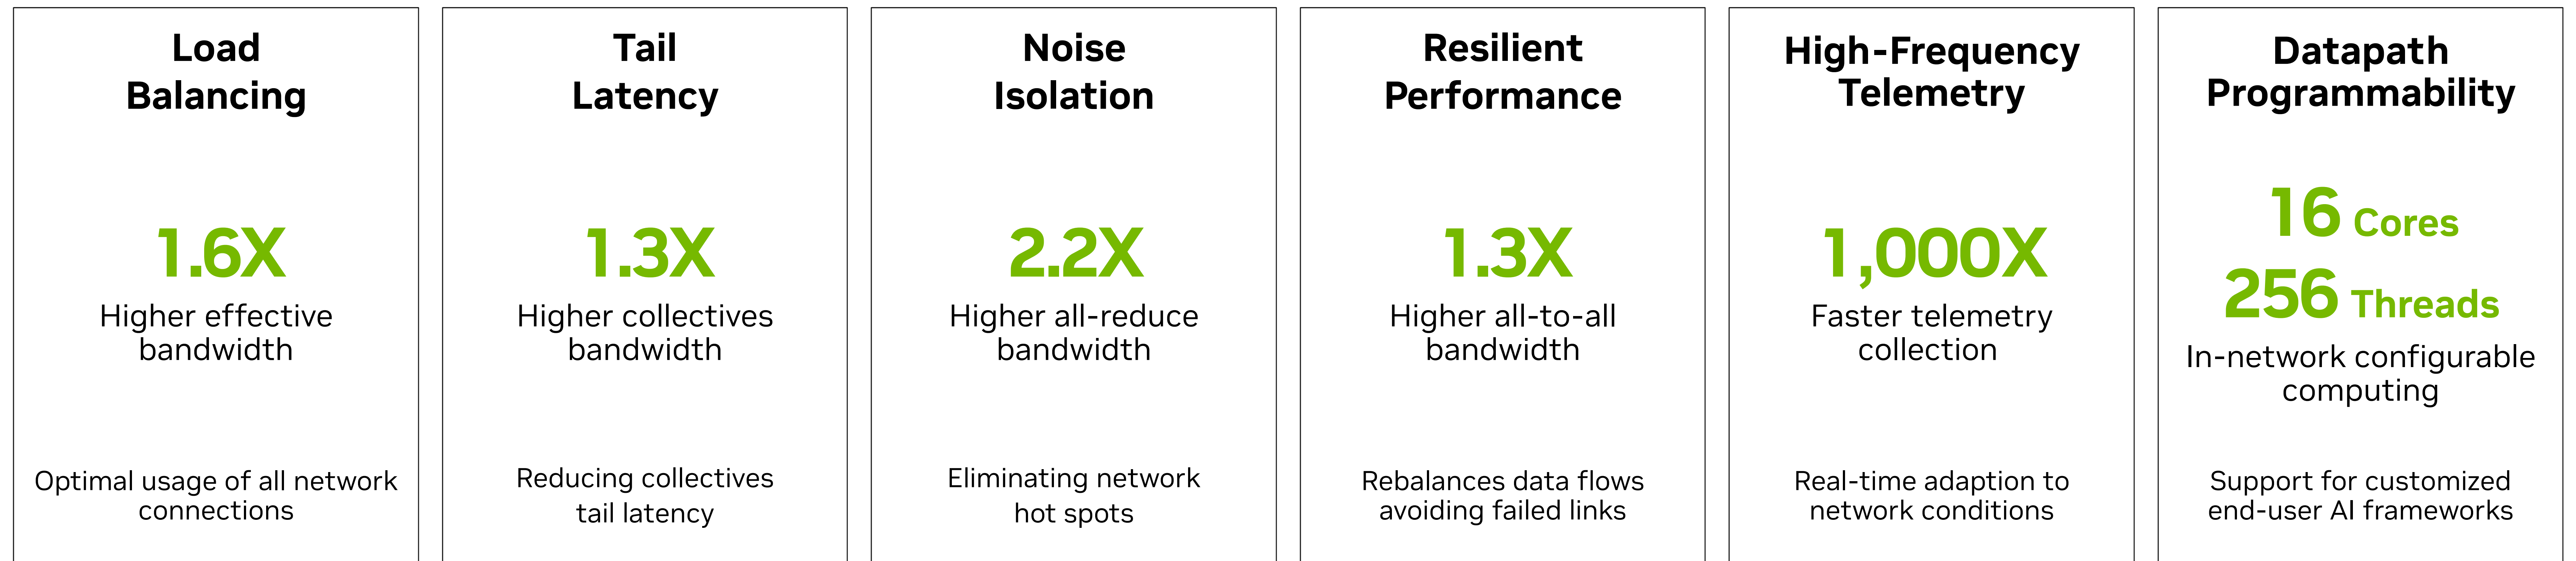 Load
Balancing
1.6X
Higher effective
bandwidth
Optimal usage of all network
connections
Tail
Latency
1.3X
Higher collectives
bandwidth
Reducing collectives
tail latency
Noise
Isolation
2.2X
Higher all-reduce
bandwidth
Eliminating network
hot spots
Resilient
Performance
1.3X
Higher all-to-all
bandwidth
Rebalances data flows
avoiding failed links
High-Frequency
Telemetry
1,000X
Faster telemetry
collection
Real-time adaption to
network conditions
Datapath
Programmability
16 Cores
256 Threads
In-network configurable
computing
Support for customized
end-user AI frameworks